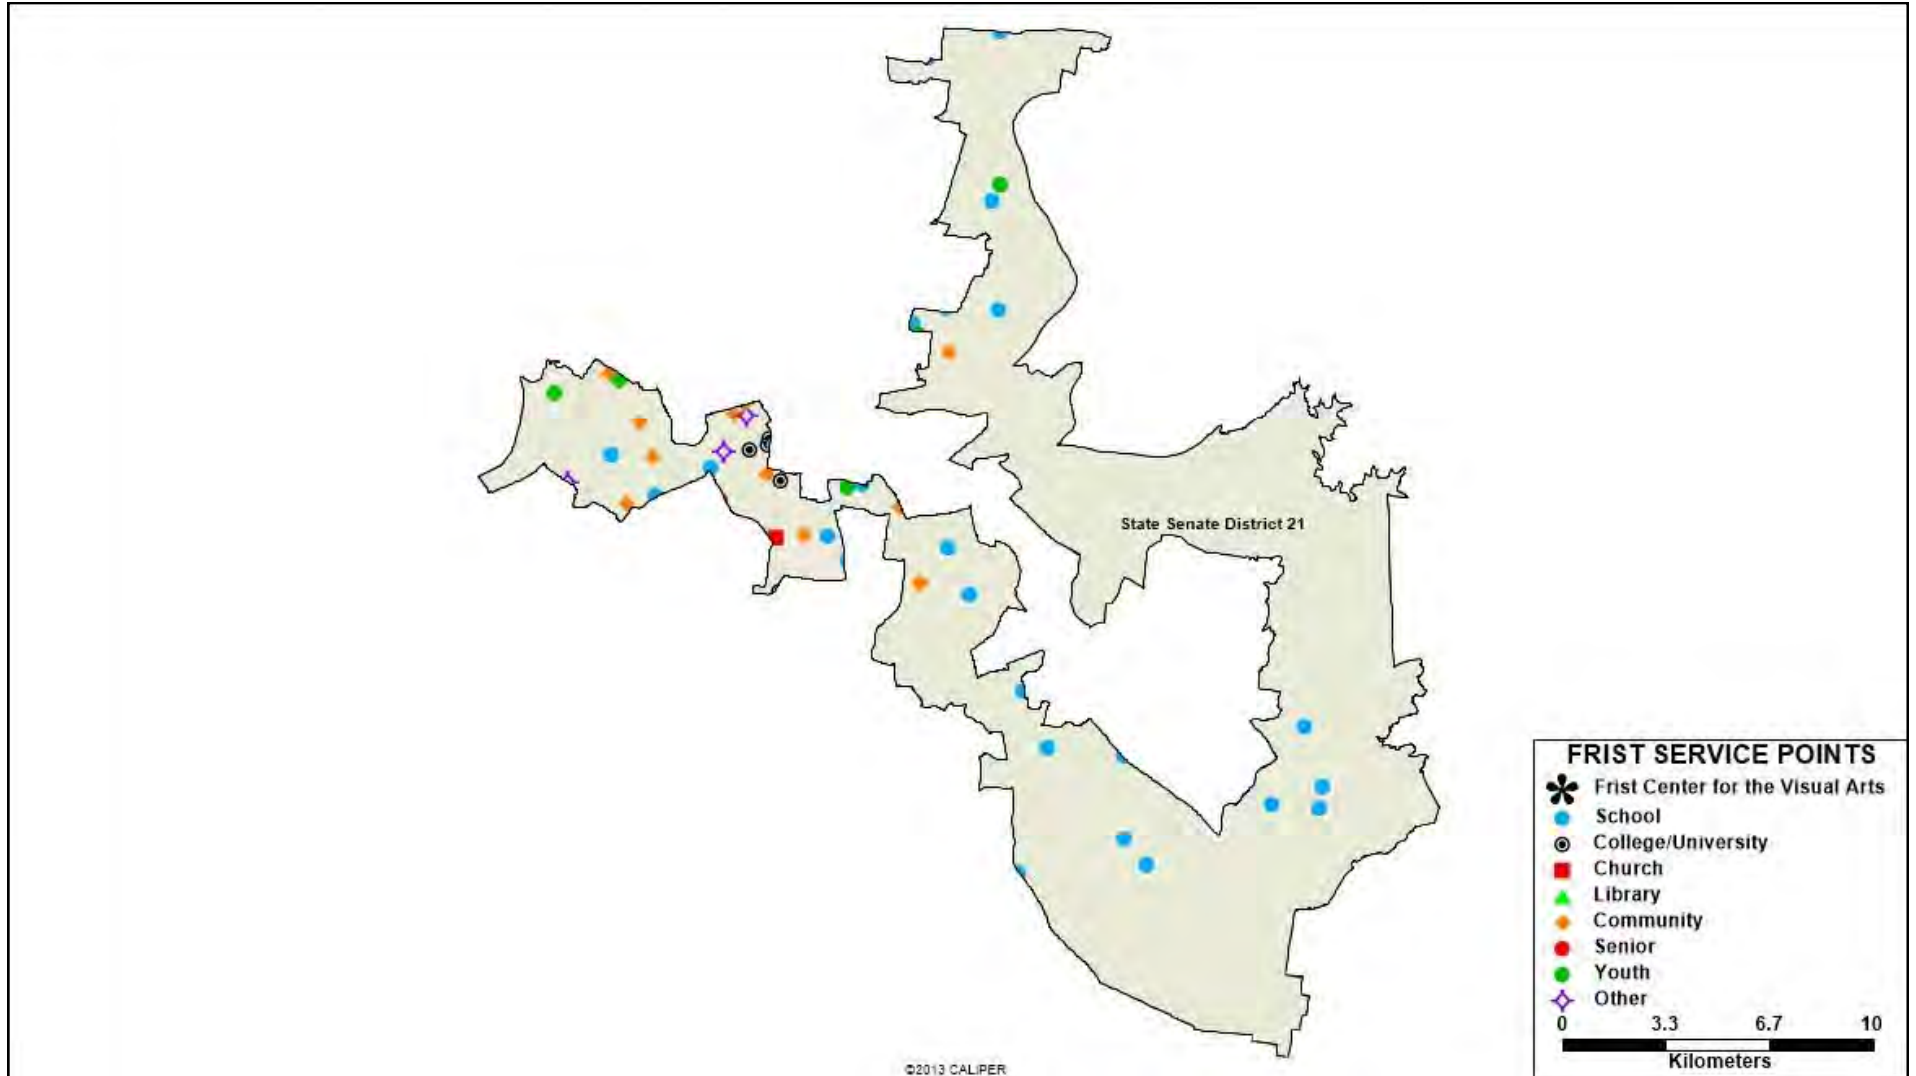 State Senate District 21
FRIST SERVICE POINTS
Frist Center for the Visual Arts
School
College/University
Church
Library
Community
Senior
Youth
Other
0 3.3 6.7 10
Kilometers
©2013 CALIPER